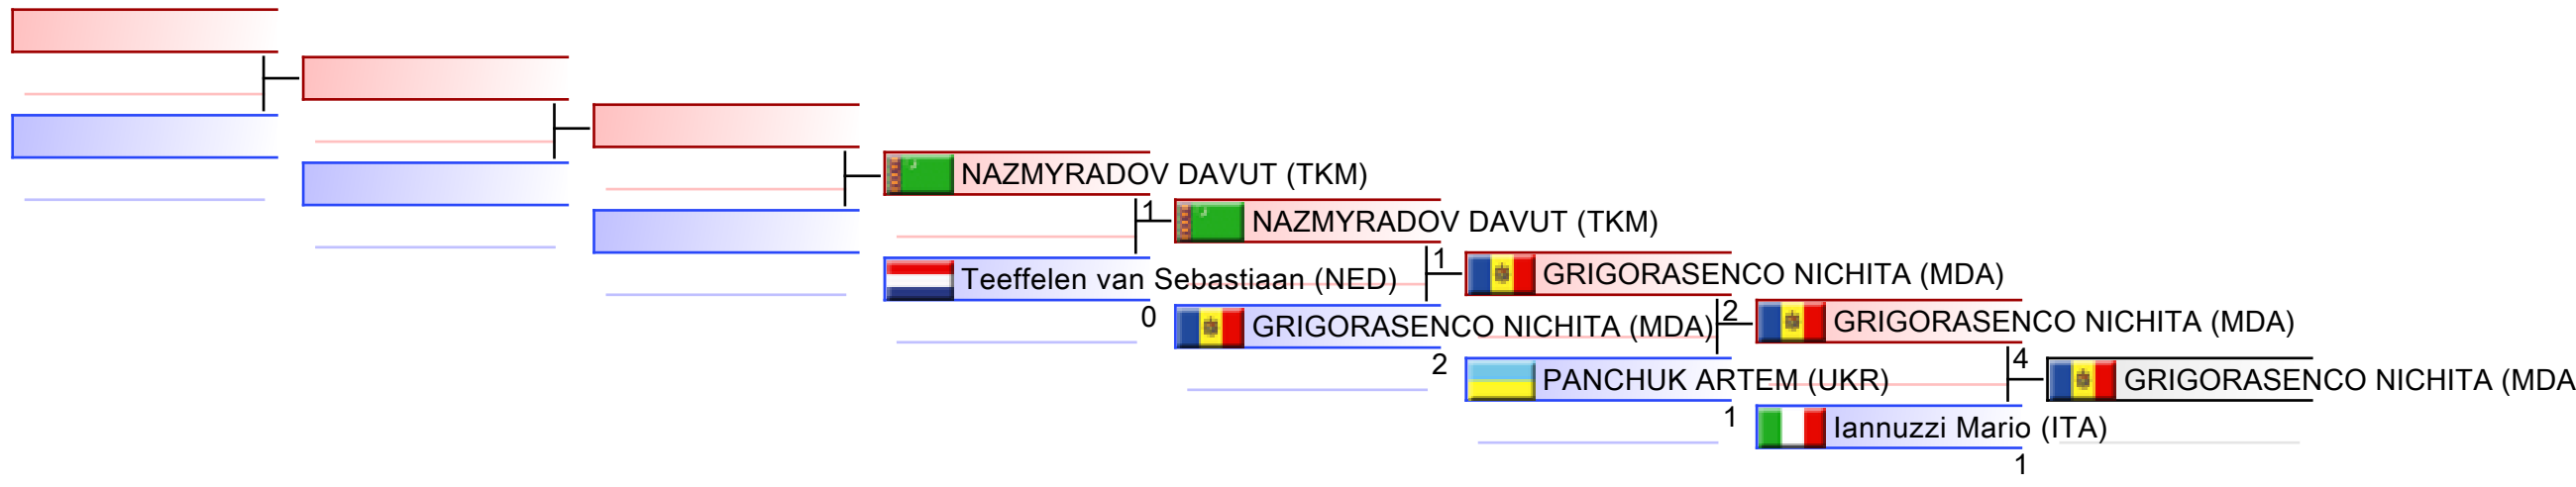 NAZMYRADOV DAVUT (TKM)
1
NAZMYRADOV DAVUT (TKM)
Teeffelen van Sebastiaan (NED)
0
1
GRIGORASENCO NICHITA (MDA)
GRIGORASENCO NICHITA (MDA)
2
2
GRIGORASENCO NICHITA (MDA)
PANCHUK ARTEM (UKR)
1
4
GRIGORASENCO NICHITA (MDA
Iannuzzi Mario (ITA)
1